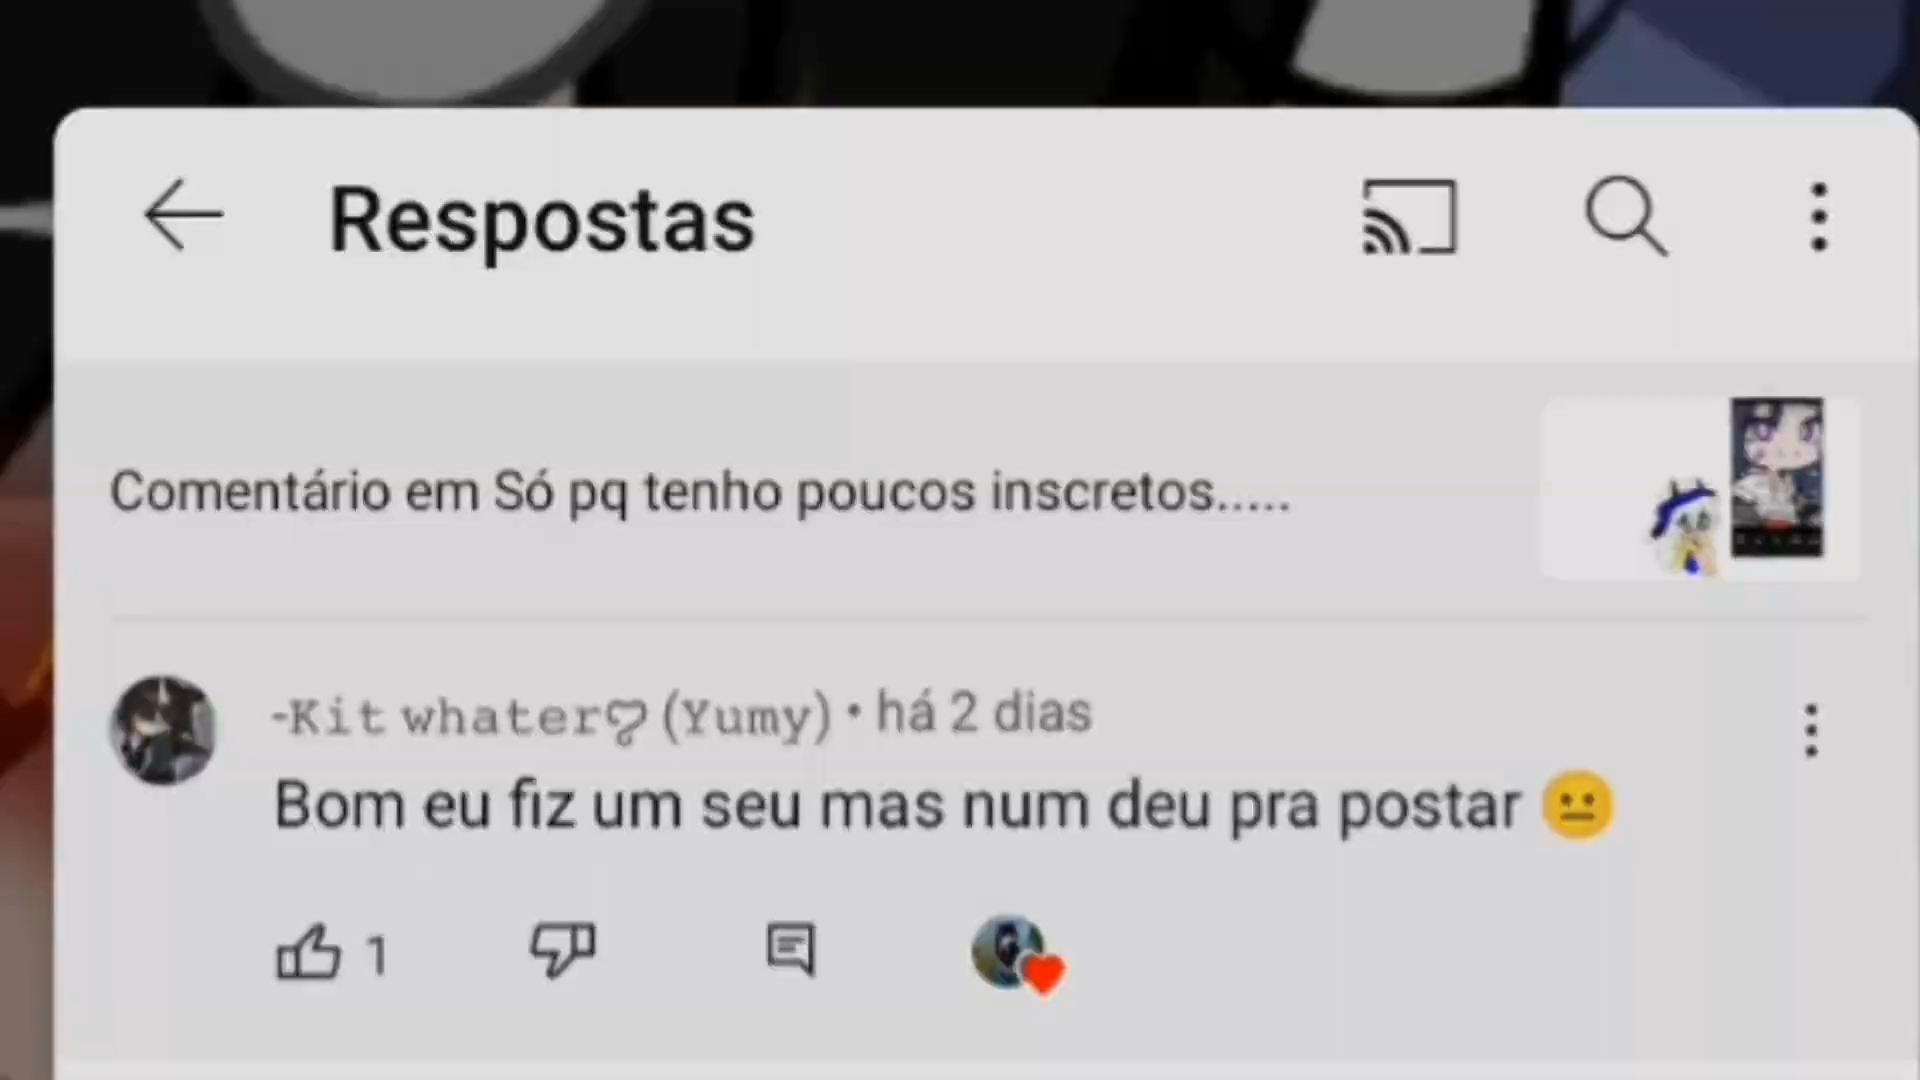 Respostas
Comentário em Só pq tenho poucos inscretos.....
-Kit whater♡ (Yumy) • há 2 dias
Bom eu fiz um seu mas num deu pra postar 😐
1